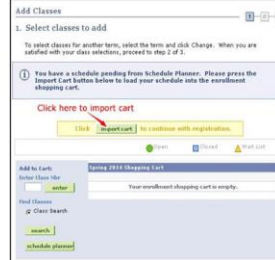 Add Classes
1
2
1. Select classes to add
To select classes for another term, select the term and click Change. When you are
satisfied with your class selections, proceed to step 2 of 3.
You have a schedule pending from Schedule Planner. Please press the
Import Cart button below to load your schedule into the enrollment
shopping cart.
Click here to import cart
Click import cart to continue with registration.
Open Closed Wait List
Add to Cart:
Spring 2014 Shopping Cart
Enter Class Nbr
enter
Your enrollment shopping cart is empty.
Find Classes
Class Search
search
schedule planner